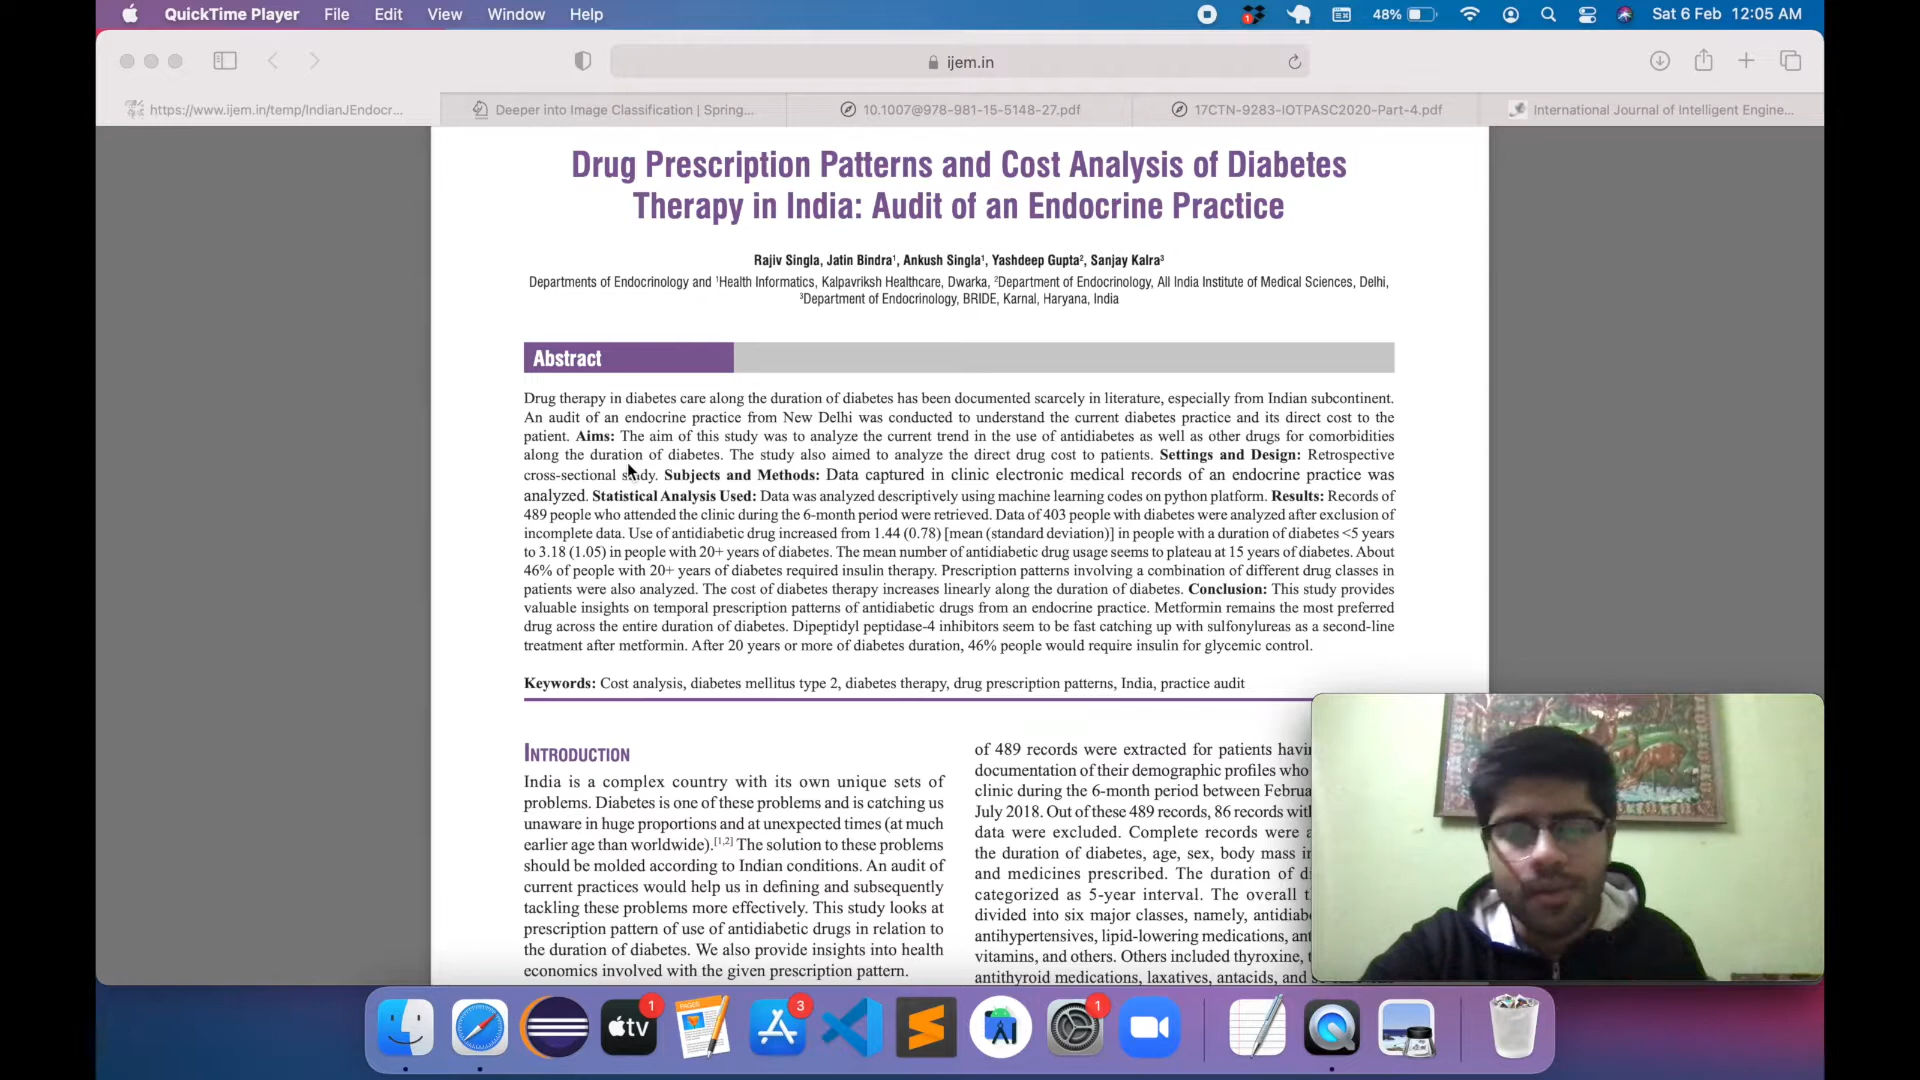 QuickTime Player File Edit View Window Help 1 48% Sat 6 Feb 12:05 AM
ijem.in
https://www.ijem.in/temp/IndianJEndocr... Deeper into Image Classification | Spring... 10.1007@978-981-15-5148-27.pdf 17CTN-9283-IOTPASC2020-Part-4.pdf International Journal of Intelligent Engine...
Drug Prescription Patterns and Cost Analysis of Diabetes
Therapy in India: Audit of an Endocrine Practice
Rajiv Singla, Jatin Bindra¹, Ankush Singla¹, Yashdeep Gupta², Sanjay Kalra³
Departments of Endocrinology and ¹Health Informatics, Kalpavriksh Healthcare, Dwarka, ²Department of Endocrinology, All India Institute of Medical Sciences, Delhi,
³Department of Endocrinology, BRIDE, Karnal, Haryana, India
Abstract
Drug therapy in diabetes care along the duration of diabetes has been documented scarcely in literature, especially from Indian subcontinent.
An audit of an endocrine practice from New Delhi was conducted to understand the current diabetes practice and its direct cost to the
patient. Aims: The aim of this study was to analyze the current trend in the use of antidiabetes as well as other drugs for comorbidities
along the duration of diabetes. The study also aimed to analyze the direct drug cost to patients. Settings and Design: Retrospective
cross-sectional study. Subjects and Methods: Data captured in clinic electronic medical records of an endocrine practice was
analyzed. Statistical Analysis Used: Data was analyzed descriptively using machine learning codes on python platform. Results: Records of
489 people who attended the clinic during the 6-month period were retrieved. Data of 403 people with diabetes were analyzed after exclusion of
incomplete data. Use of antidiabetic drug increased from 1.44 (0.78) [mean (standard deviation)] in people with a duration of diabetes <5 years
to 3.18 (1.05) in people with 20+ years of diabetes. The mean number of antidiabetic drug usage seems to plateau at 15 years of diabetes. About
46% of people with 20+ years of diabetes required insulin therapy. Prescription patterns involving a combination of different drug classes in
patients were also analyzed. The cost of diabetes therapy increases linearly along the duration of diabetes. Conclusion: This study provides
valuable insights on temporal prescription patterns of antidiabetic drugs from an endocrine practice. Metformin remains the most preferred
drug across the entire duration of diabetes. Dipeptidyl peptidase-4 inhibitors seem to be fast catching up with sulfonylureas as a second-line
treatment after metformin. After 20 years or more of diabetes duration, 46% people would require insulin for glycemic control.
Keywords: Cost analysis, diabetes mellitus type 2, diabetes therapy, drug prescription patterns, India, practice audit
INTRODUCTION
India is a complex country with its own unique sets of
problems. Diabetes is one of these problems and is catching us
unaware in huge proportions and at unexpected times (at much
earlier age than worldwide).[1,2] The solution to these problems
should be molded according to Indian conditions. An audit of
current practices would help us in defining and subsequently
tackling these problems more effectively. This study looks at
prescription pattern of use of antidiabetic drugs in relation to
the duration of diabetes. We also provide insights into health
economics involved with the given prescription pattern.
of 489 records were extracted for patients
documentation of their demographic profiles who
clinic during the 6-month period between
July 2018. Out of these 489 records, 86 records
data were excluded. Complete records were
the duration of diabetes, age, sex, body mass
and medicines prescribed. The duration of
categorized as 5-year interval. The overall
divided into six major classes, namely,
antihypertensives, lipid-lowering medications,
vitamins, and others. Others included thyroxine,
antithyroid medications, laxatives, antacids, and
1 3 1
tv PAGES